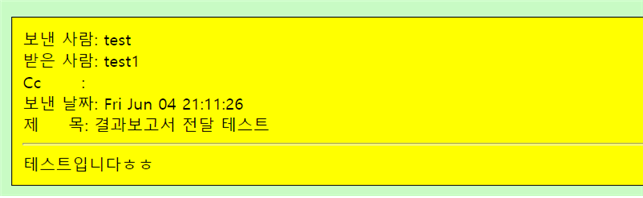 보낸 사람: test
받은 사람: test1
Cc      :
보낸 날짜: Fri Jun 04 21:11:26
제    목: 결과보고서 전달 테스트
테스트입니다ㅎㅎ